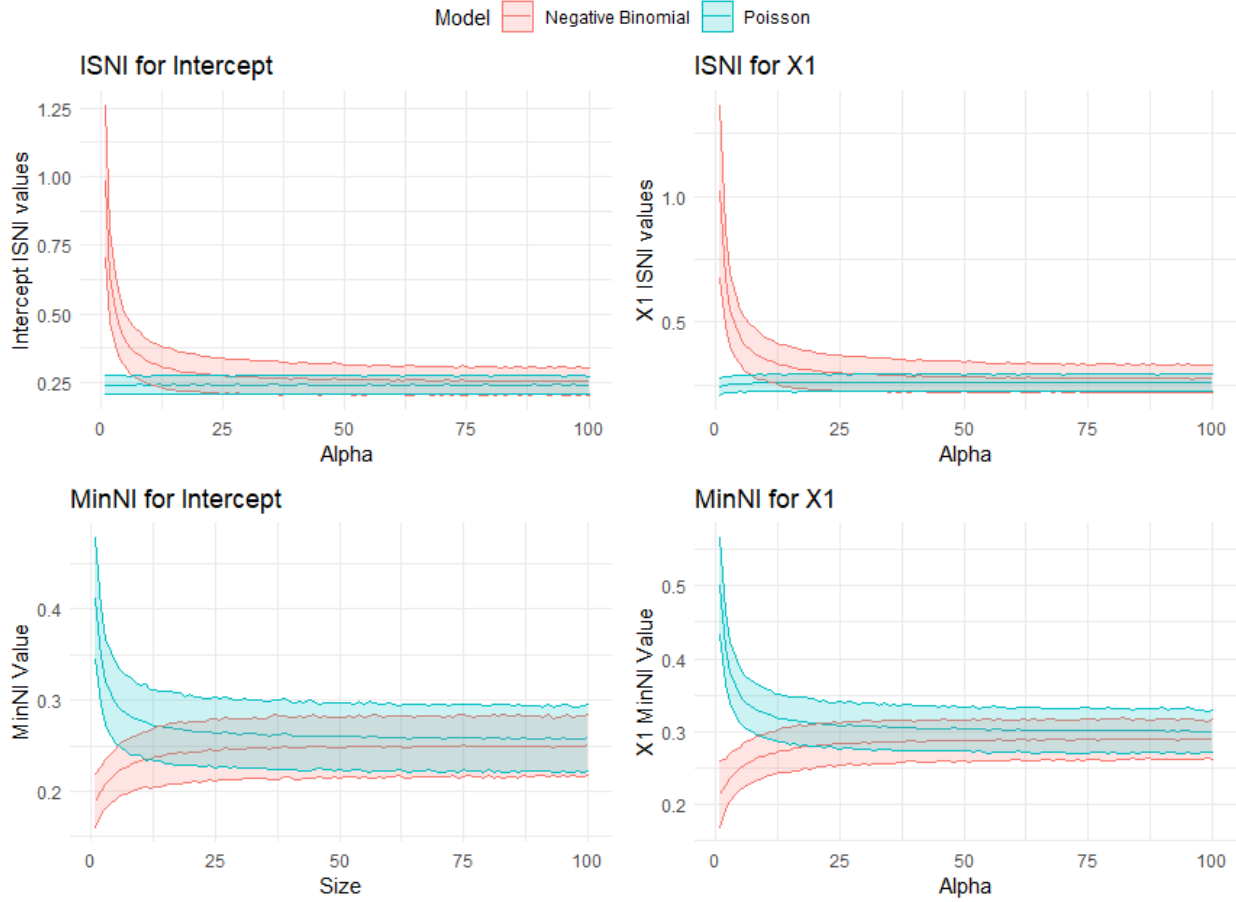 Model Negative Binomial Poisson
ISNI for Intercept
Intercept ISNI values
1.25
1.00
0.75
0.50
0.25
0 25 50 75 100
Alpha
ISNI for X1
X1 ISNI values
1.0
0.5
0 25 50 75 100
Alpha
MinNI for Intercept
MinNI Value
0.4
0.3
0.2
0 25 50 75 100
Size
MinNI for X1
X1 MinNI Value
0.5
0.4
0.3
0.2
0 25 50 75 100
Alpha